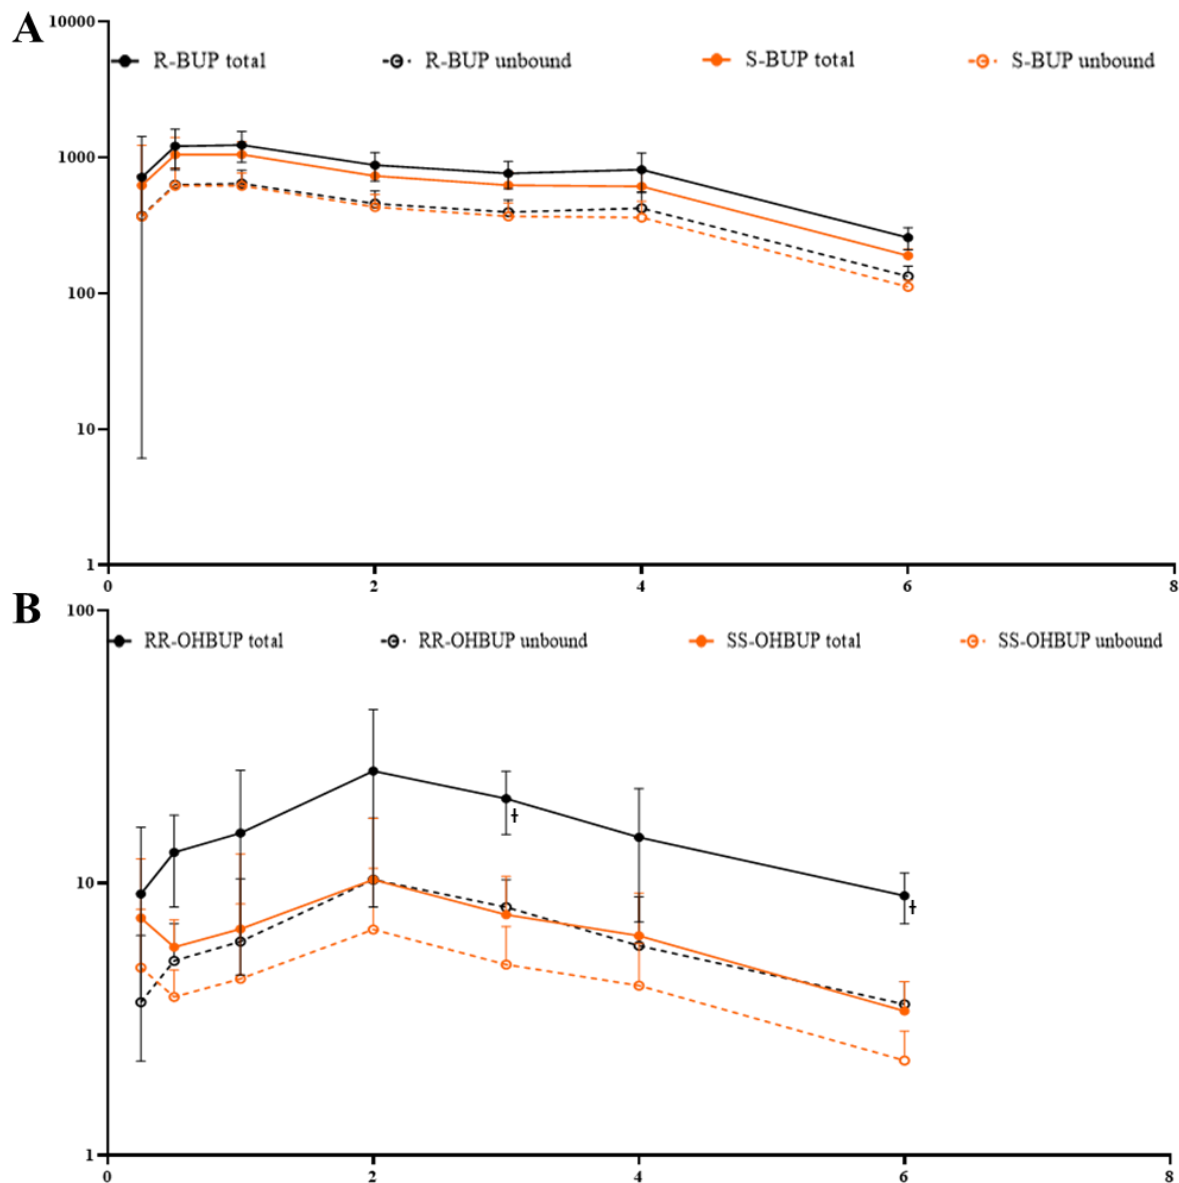 A
10000
R-BUP total R-BUP unbound S-BUP total S-BUP unbound
1000
100
10
1
0 2 4 6 8
B
100
RR-OHBUP total RR-OHBUP unbound SS-OHBUP total SS-OHBUP unbound
ǂ
10
ǂ
1
0 2 4 6 8